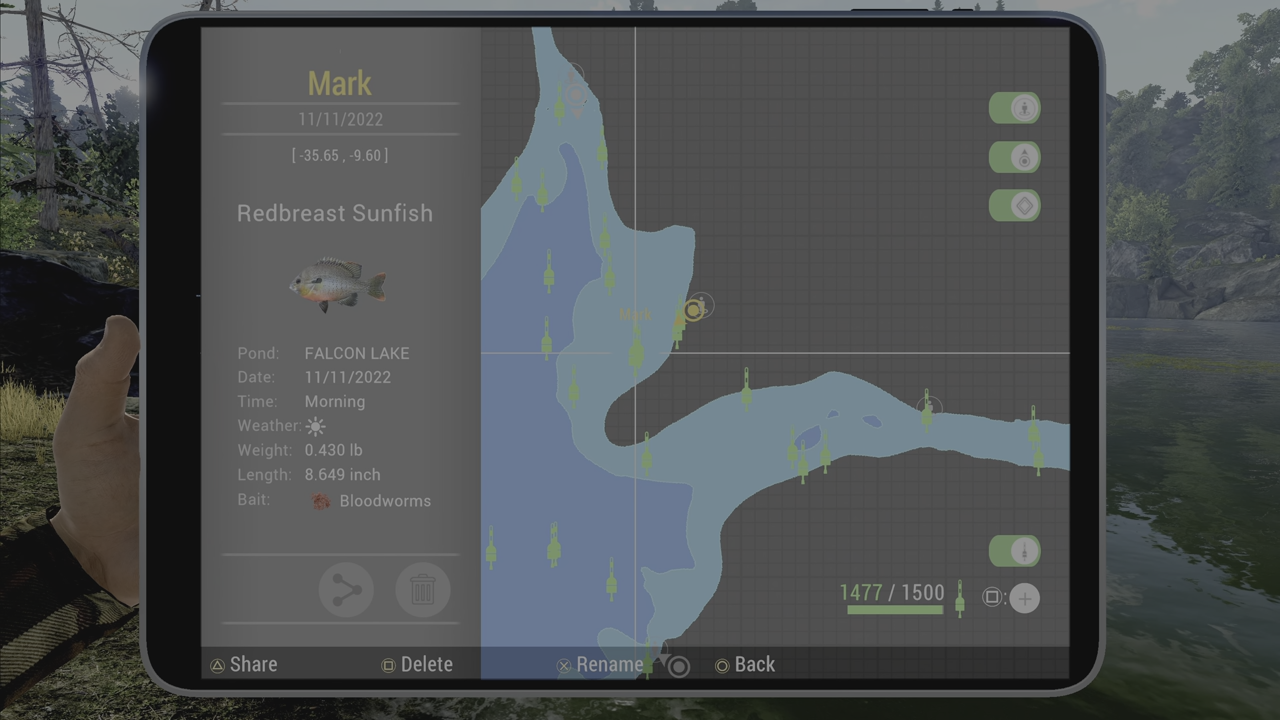 Mark
11/11/2022
[ -35.65 , -9.60 ]
Redbreast Sunfish
Pond: FALCON LAKE
Date: 11/11/2022
Time: Morning
Weather:
Weight: 0.430 lb
Length: 8.649 inch
Bait: Bloodworms
Mark
1477 / 1500
:
Share
Delete
Rename
Back